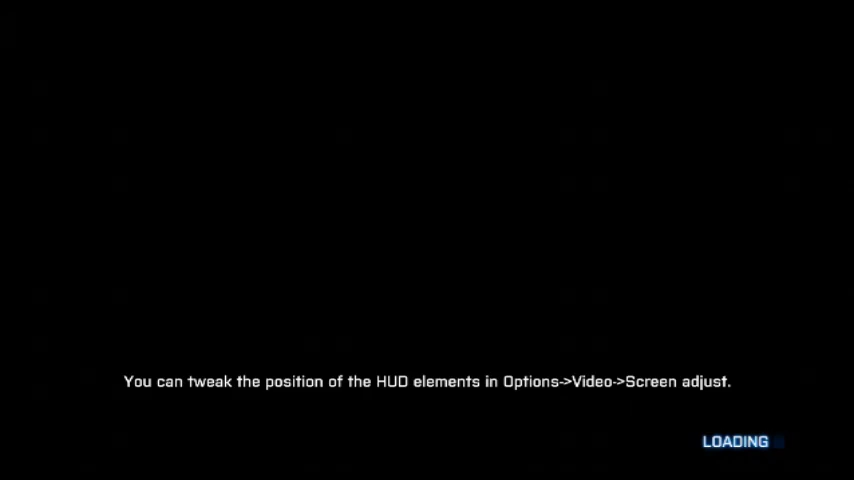 You can tweak the position of the HUD elements in Options->Video->Screen adjust.
LOADING